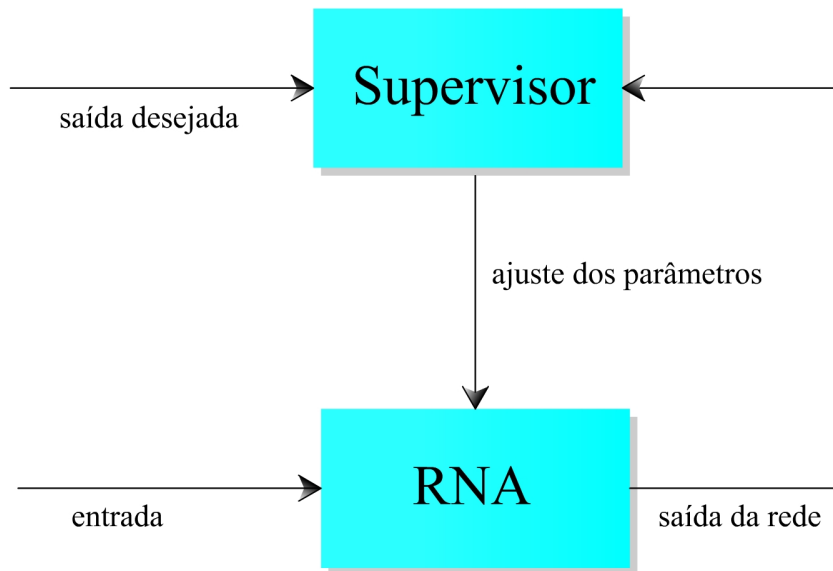 Supervisor
saída desejada
ajuste dos parâmetros
RNA
entrada
saída da rede